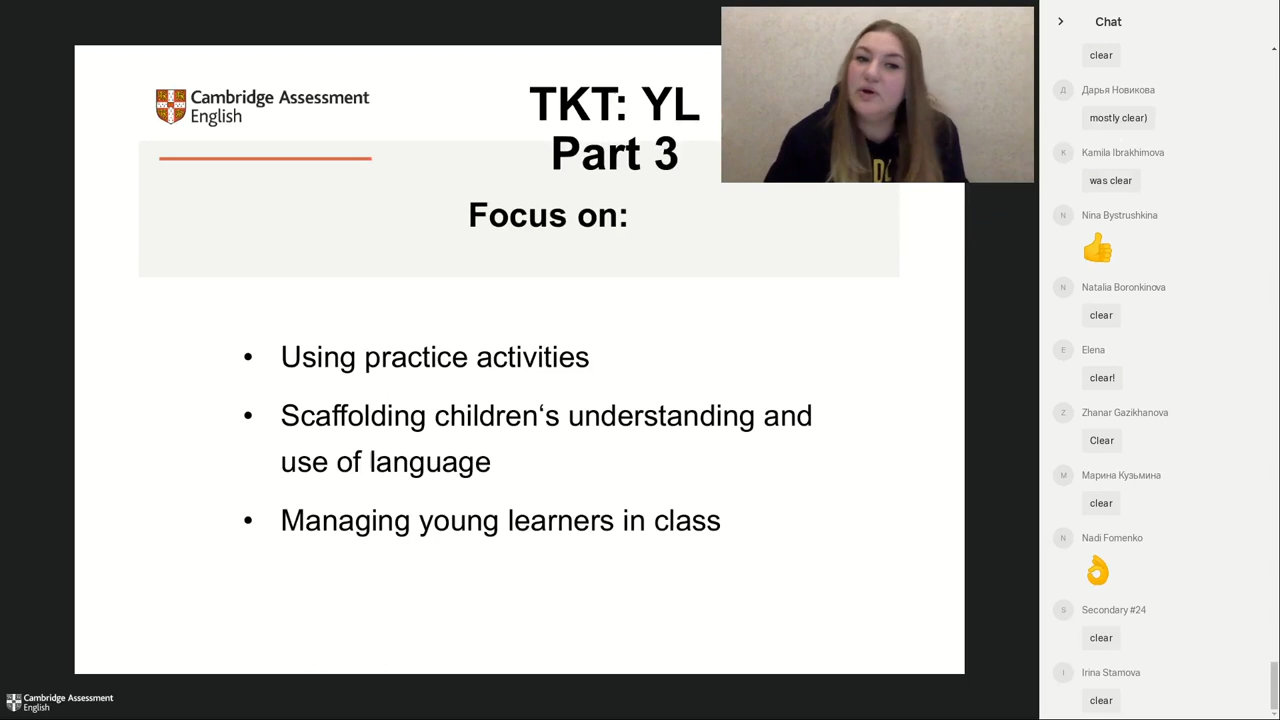 Cambridge Assessment
English
TKT: YL
Part 3
Focus on:
• Using practice activities
• Scaffolding children‘s understanding and
use of language
• Managing young learners in class
Cambridge Assessment
English
Chat
clear
Д
Дарья Новикова
mostly clear)
K
Kamila Ibrakhimova
was clear
N
Nina Bystrushkina
👍
N
Natalia Boronkinova
clear
E
Elena
clear!
Z
Zhanar Gazikhanova
Clear
М
Марина Кузьмина
clear
N
Nadi Fomenko
👌
S
Secondary #24
clear
I
Irina Stamova
clear